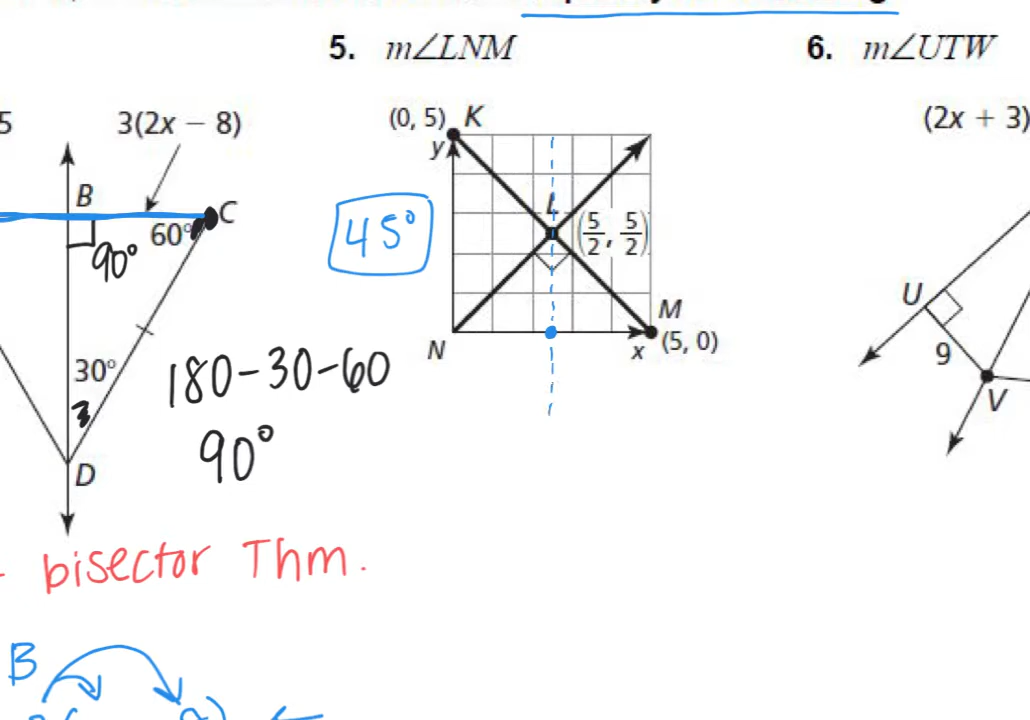 5. m∠LNM
6. m∠UTW
5
3(2x − 8)
(0, 5) K
(2x + 3)
y
B
C
60°
90°
45°
L
(5/2, 5/2)
U
M
N
x (5, 0)
9
30°
180-30-60
V
90°
D
bisector Thm.
B